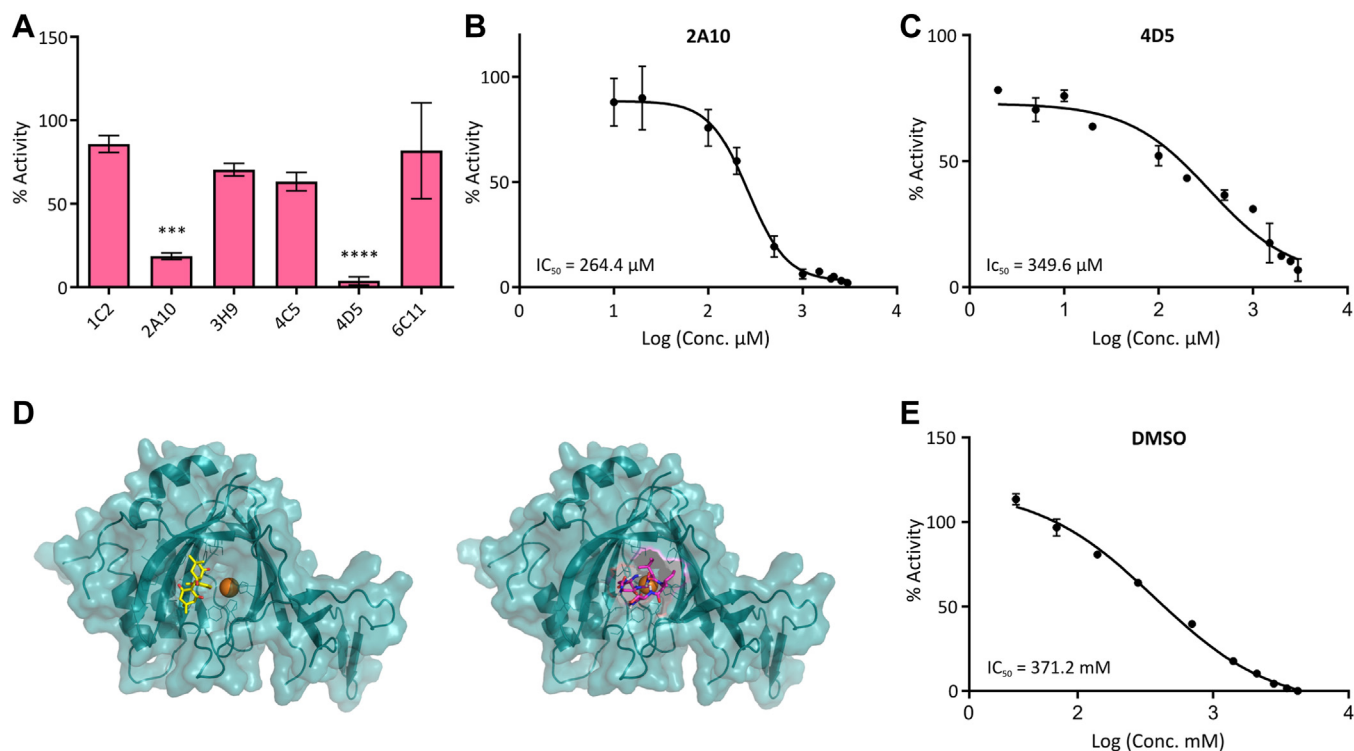 A
150
100
50
0
% Activity
***
****
1C2
2A10
3H9
4C5
4D5
6C11
B
2A10
100
50
0
% Activity
IC₅₀ = 264.4 µM
0 1 2 3 4
Log (Conc. µM)
C
4D5
100
50
0
% Activity
Ic₅₀ = 349.6 µM
0 1 2 3 4
Log (Conc. µM)
D
E
DMSO
150
100
50
0
% Activity
IC₅₀ = 371.2 mM
0 2 3 4
Log (Conc. mM)